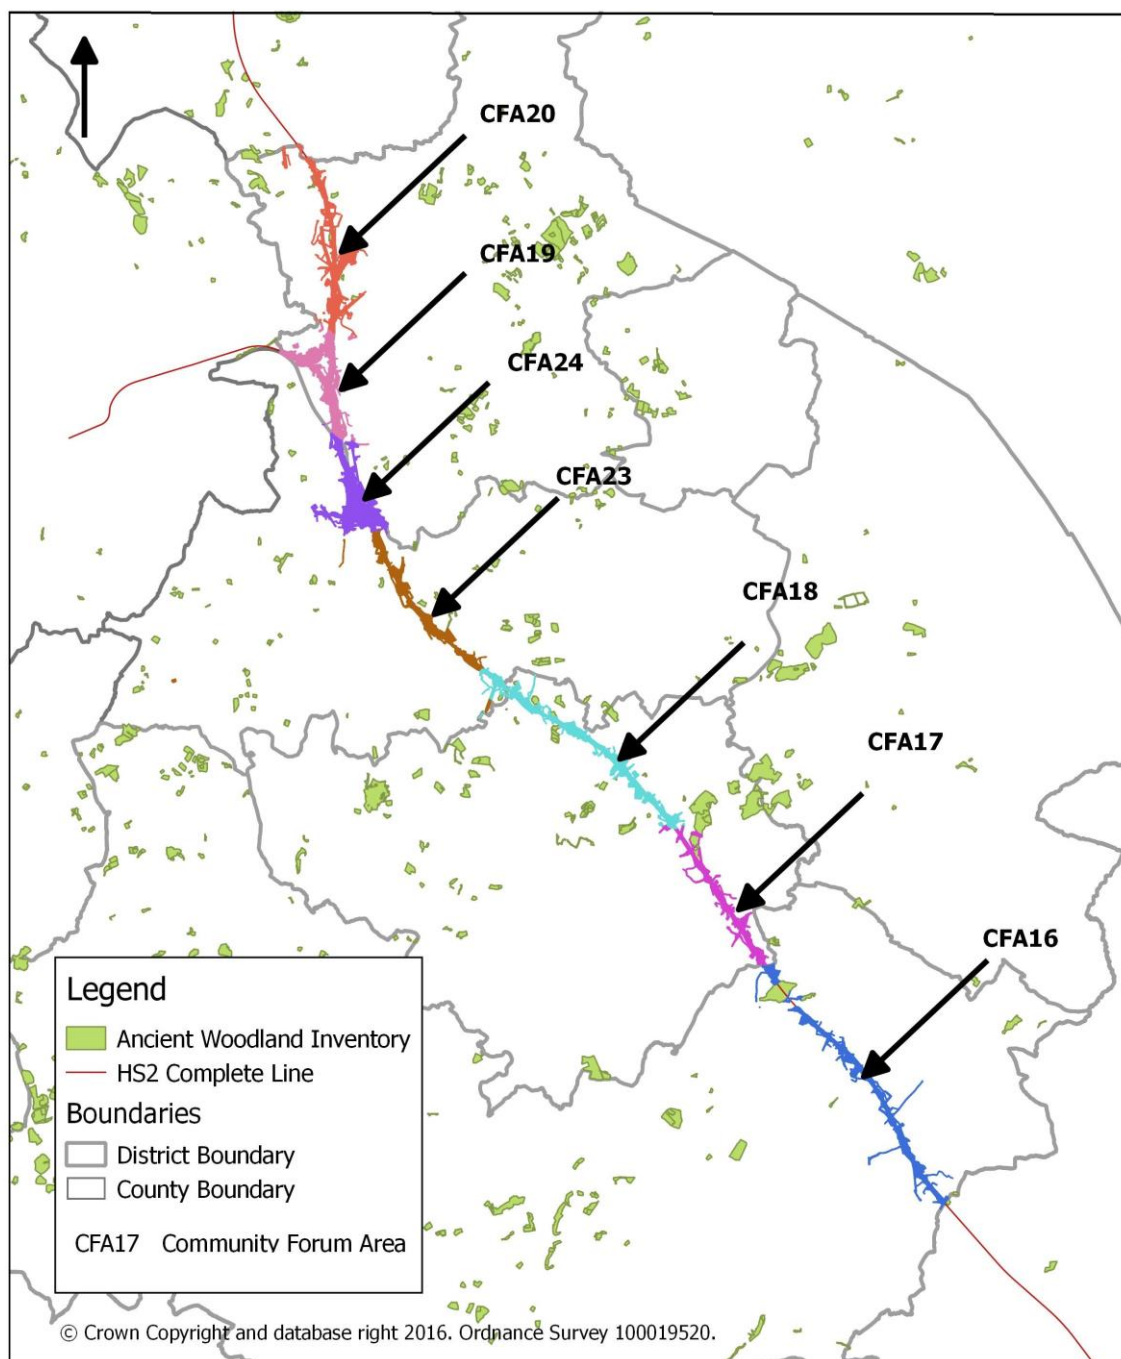 CFA20
CFA19
CFA24
CFA23
CFA18
CFA17
CFA16
Legend
Ancient Woodland Inventory
HS2 Complete Line
Boundaries
District Boundary
County Boundary
CFA17 Community Forum Area
© Crown Copyright and database right 2016. Ordnance Survey 100019520.